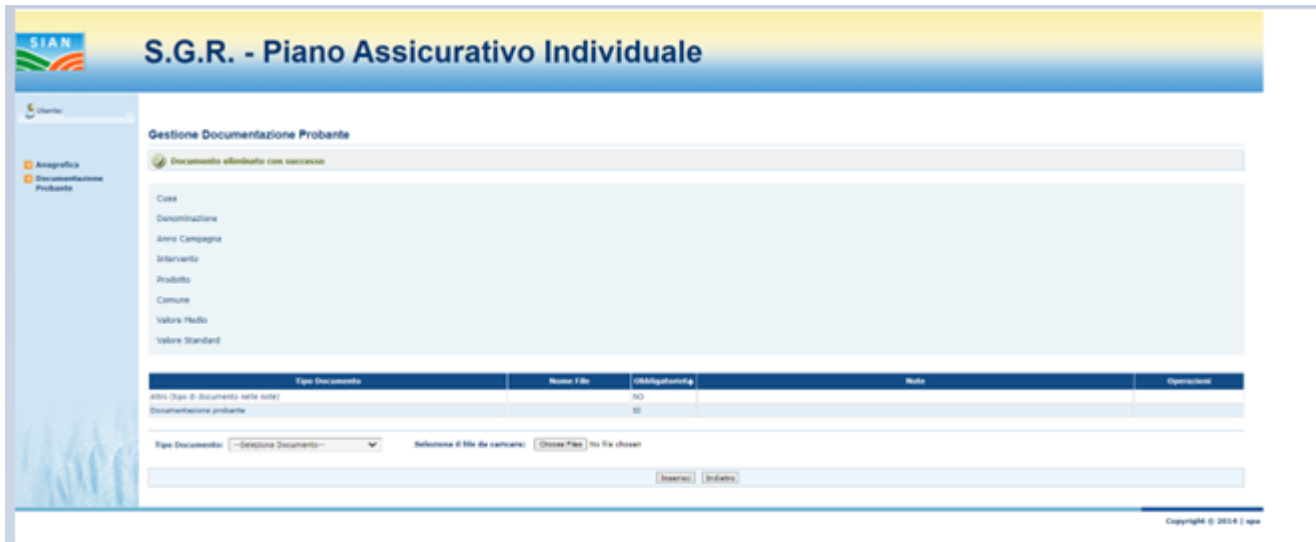 SIAN
S.G.R. - Piano Assicurativo Individuale
Utente:
Anagrafica
Documentazione
Probante
Gestione Documentazione Probante
Documento eliminato con successo
Cuaa
Denominazione
Anno Campagna
Intervento
Prodotto
Comune
Valore Medio
Valore Standard
Tipo Documento Nome File Obbligatorietà Note Operazioni
Altro (tipo di documento nelle note) NO
Documentazione probante SI
Tipo Documento: --Seleziona Documento-- Seleziona il file da caricare: Choose Files No file chosen
Inserisci Indietro
Copyright © 2014 | spa